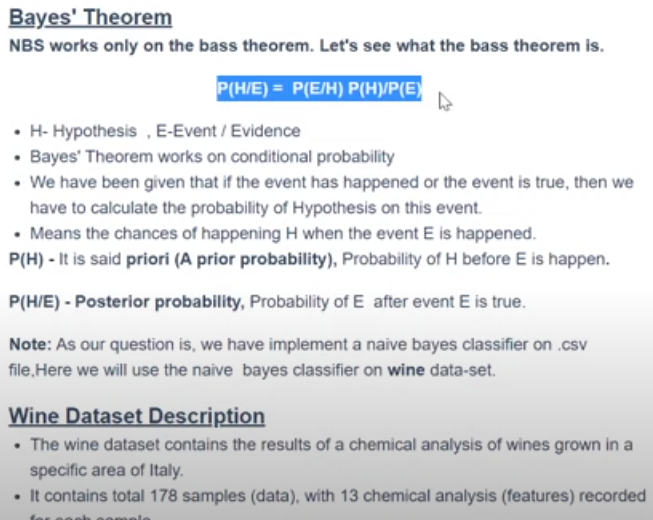 Bayes' Theorem
NBS works only on the bass theorem. Let's see what the bass theorem is.
P(H/E) = P(E/H) P(H)/P(E)
• H- Hypothesis , E-Event / Evidence
• Bayes' Theorem works on conditional probability
• We have been given that if the event has happened or the event is true, then we
have to calculate the probability of Hypothesis on this event.
• Means the chances of happening H when the event E is happened.
P(H) - It is said priori (A prior probability), Probability of H before E is happen.
P(H/E) - Posterior probability, Probability of E after event E is true.
Note: As our question is, we have implement a naive bayes classifier on .csv
file,Here we will use the naive bayes classifier on wine data-set.
Wine Dataset Description
• The wine dataset contains the results of a chemical analysis of wines grown in a
specific area of Italy.
• It contains total 178 samples (data), with 13 chemical analysis (features) recorded
for each sample